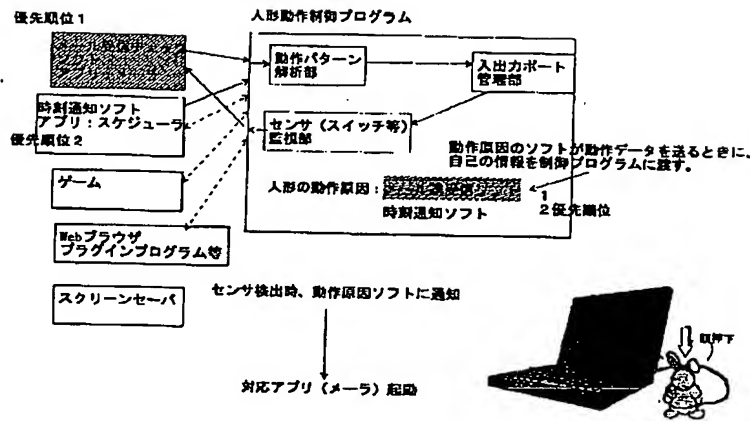 優先順位1
人形動作制御プログラム
動作パターン
解析部
入出力ポート
管理部
時刻通知ソフト
アプリ：スケジューラ
優先順位2
センサ（スイッチ等）
監視部
動作原因のソフトが動作データを送るときに、
自己の情報を制御プログラムに残す。
ゲーム
人形の動作原因：
1
時刻通知ソフト
2優先順位
Webブラウザ
プラグインプログラム等
スクリーンセーバ
センサ検出時、動作原因ソフトに通知
対応アプリ（メーラ）起動
押下